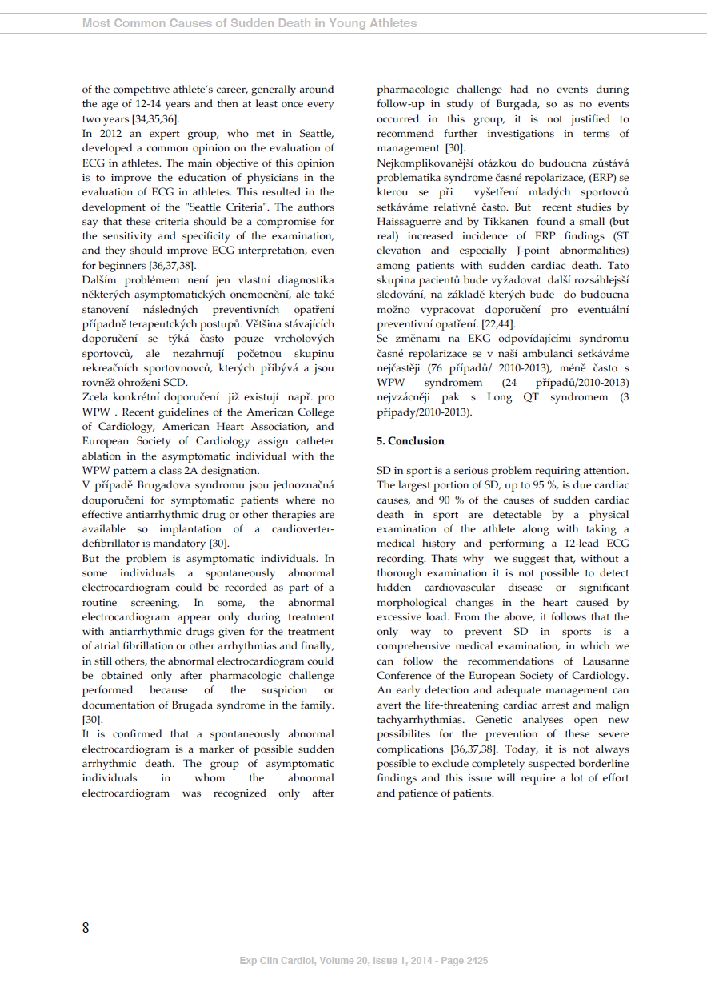 Most Common Causes of Sudden Death in Young Athletes
of the competitive athlete's career, generally around
the age of 12-14 years and then at least once every
two years [34,35,36].
In 2012 an expert group, who met in Seattle,
developed a common opinion on the evaluation of
ECG in athletes. The main objective of this opinion
is to improve the education of physicians in the
evaluation of ECG in athletes. This resulted in the
development of the "Seattle Criteria". The authors
say that these criteria should be a compromise for
the sensitivity and specificity of the examination,
and they should improve ECG interpretation, even
for beginners [36,37,38].
Dalším problémem není jen vlastní diagnostika
některých asymptomatických onemocnění, ale také
stanovení následných preventivních opatření
případně terapeutckých postupů. Většina stávajících
doporučení se týká často pouze vrcholových
sportovců, ale nezahrnují početnou skupinu
rekreačních sportovnovců, kterých přibývá a jsou
rovněž ohroženi SCD.
Zcela konkrétní doporučení již existují např. pro
WPW . Recent guidelines of the American College
of Cardiology, American Heart Association, and
European Society of Cardiology assign catheter
ablation in the asymptomatic individual with the
WPW pattern a class 2A designation.
V případě Brugadova syndromu jsou jednoznačná
douporučení for symptomatic patients where no
effective antiarrhythmic drug or other therapies are
available so implantation of a cardioverter-
defibrillator is mandatory [30].
But the problem is asymptomatic individuals. In
some individuals a spontaneously abnormal
electrocardiogram could be recorded as part of a
routine screening, In some, the abnormal
electrocardiogram appear only during treatment
with antiarrhythmic drugs given for the treatment
of atrial fibrillation or other arrhythmias and finally,
in still others, the abnormal electrocardiogram could
be obtained only after pharmacologic challenge
performed because of the suspicion or
documentation of Brugada syndrome in the family.
[30].
It is confirmed that a spontaneously abnormal
electrocardiogram is a marker of possible sudden
arrhythmic death. The group of asymptomatic
individuals in whom the abnormal
electrocardiogram was recognized only after
pharmacologic challenge had no events during
follow-up in study of Burgada, so as no events
occurred in this group, it is not justified to
recommend further investigations in terms of
management. [30].
Nejkomplikovanější otázkou do budoucna zůstává
problematika syndrome časné repolarizace, (ERP) se
kterou se při vyšetření mladých sportovců
setkáváme relativně často. But recent studies by
Haissaguerre and by Tikkanen found a small (but
real) increased incidence of ERP findings (ST
elevation and especially J-point abnormalities)
among patients with sudden cardiac death. Tato
skupina pacientů bude vyžadovat další rozsáhlejsší
sledování, na základě kterých bude do budoucna
možno vypracovat doporučení pro eventuální
preventivní opatření. [22,44].
Se změnami na EKG odpovídajícími syndromu
časné repolarizace se v naší ambulanci setkáváme
nejčastěji (76 případů/ 2010-2013), méně často s
WPW syndromem (24 případů/2010-2013)
nejvzácněji pak s Long QT syndromem (3
případy/2010-2013).
5. Conclusion
SD in sport is a serious problem requiring attention.
The largest portion of SD, up to 95 %, is due cardiac
causes, and 90 % of the causes of sudden cardiac
death in sport are detectable by a physical
examination of the athlete along with taking a
medical history and performing a 12-lead ECG
recording. Thats why we suggest that, without a
thorough examination it is not possible to detect
hidden cardiovascular disease or significant
morphological changes in the heart caused by
excessive load. From the above, it follows that the
only way to prevent SD in sports is a
comprehensive medical examination, in which we
can follow the recommendations of Lausanne
Conference of the European Society of Cardiology.
An early detection and adequate management can
avert the life-threatening cardiac arrest and malign
tachyarrhythmias. Genetic analyses open new
possibilites for the prevention of these severe
complications [36,37,38]. Today, it is not always
possible to exclude completely suspected borderline
findings and this issue will require a lot of effort
and patience of patients.
8
Exp Clin Cardiol, Volume 20, Issue 1, 2014 - Page 2425